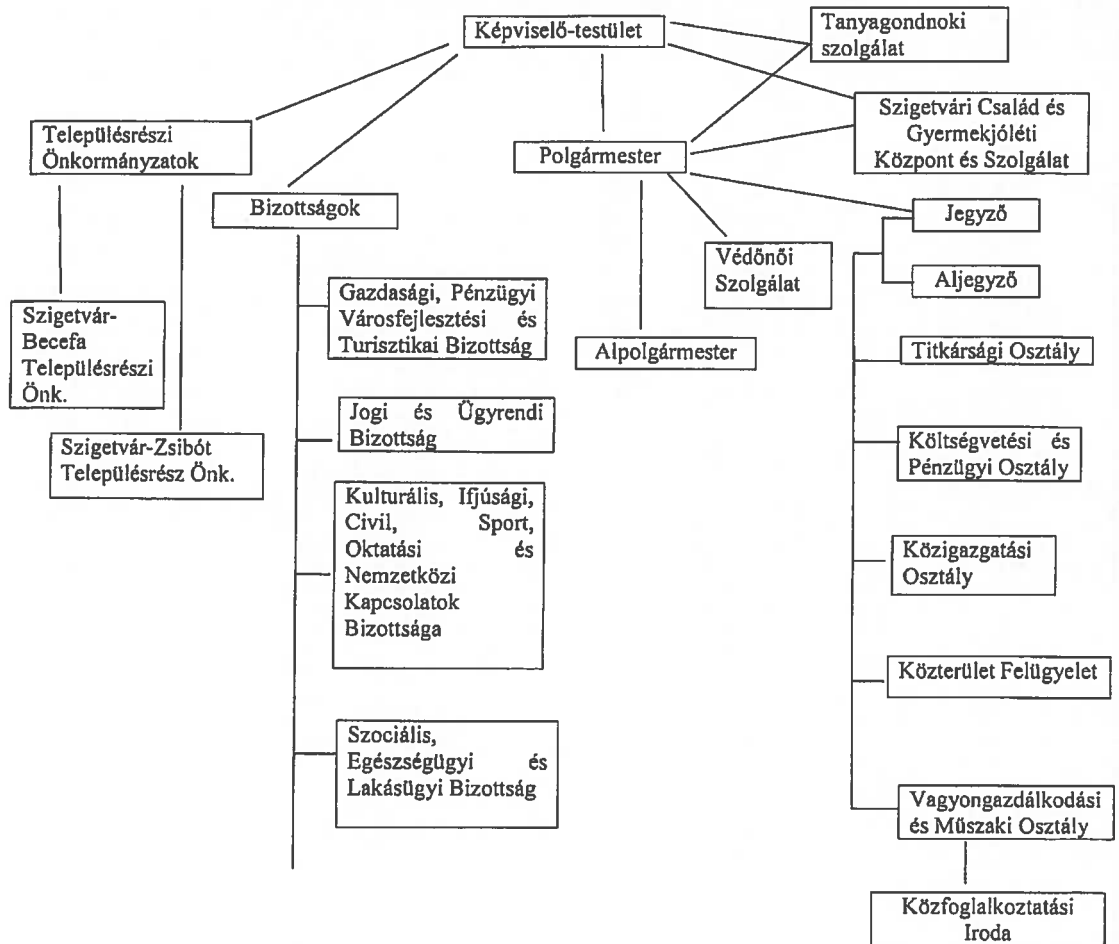 Képviselő-testület
Tanyagondnoki
szolgálat
Szigetvári Család és
Gyermekjóléti
Központ és Szolgálat
Településrészi
Önkormányzatok
Polgármester
Bizottságok
Jegyző
Védőnői
Szolgálat
Aljegyző
Szigetvár-
Becefa
Településrészi
Önk.
Gazdasági, Pénzügyi
Városfejlesztési és
Turisztikai Bizottság
Alpolgármester
Titkársági Osztály
Jogi és Ügyrendi
Bizottság
Szigetvár-Zsibót
Településrész Önk.
Költségvetési és
Pénzügyi Osztály
Kulturális, Ifjúsági,
Civil, Sport,
Oktatási és
Nemzetközi
Kapcsolatok
Bizottsága
Közigazgatási
Osztály
Közterület Felügyelet
Szociális,
Egészségügyi és
Lakásügyi Bizottság
Vagyongazdálkodási
és Műszaki Osztály
Közfoglalkoztatási
Iroda